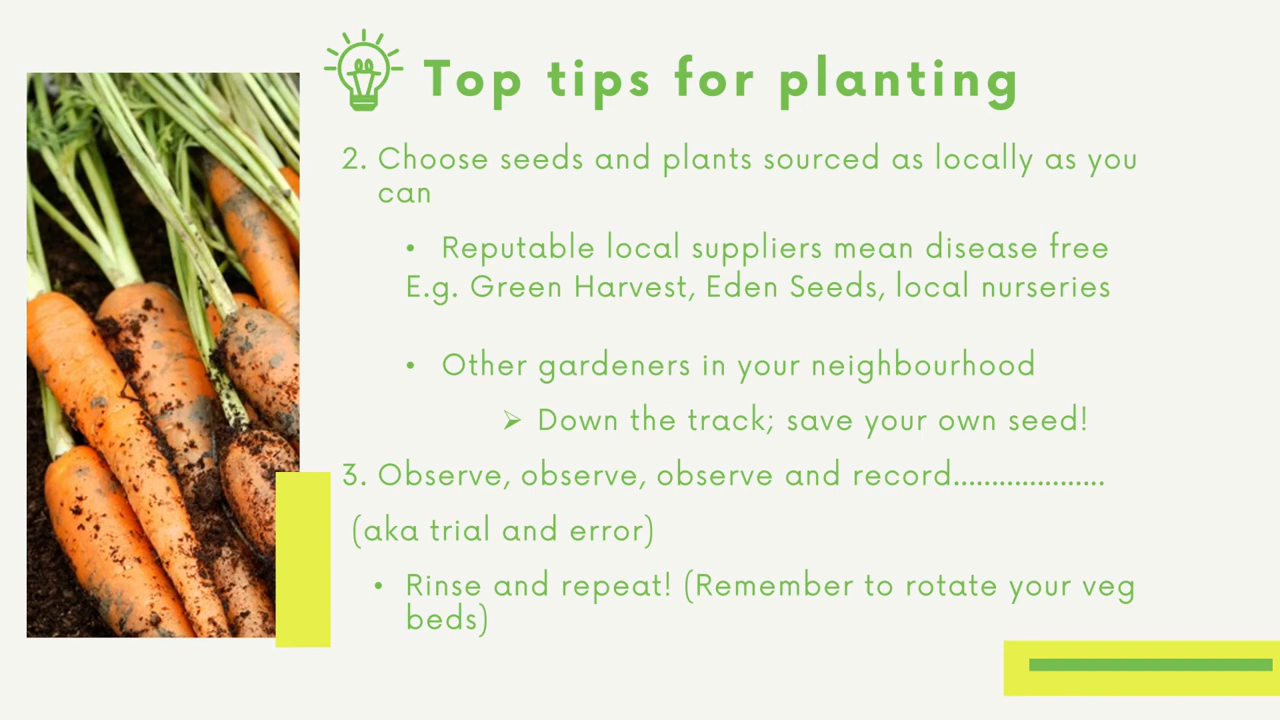 Top tips for planting
2. Choose seeds and plants sourced as locally as you
can
• Reputable local suppliers mean disease free
E.g. Green Harvest, Eden Seeds, local nurseries
• Other gardeners in your neighbourhood
➢ Down the track; save your own seed!
3. Observe, observe, observe and record....................
(aka trial and error)
• Rinse and repeat! (Remember to rotate your veg
beds)